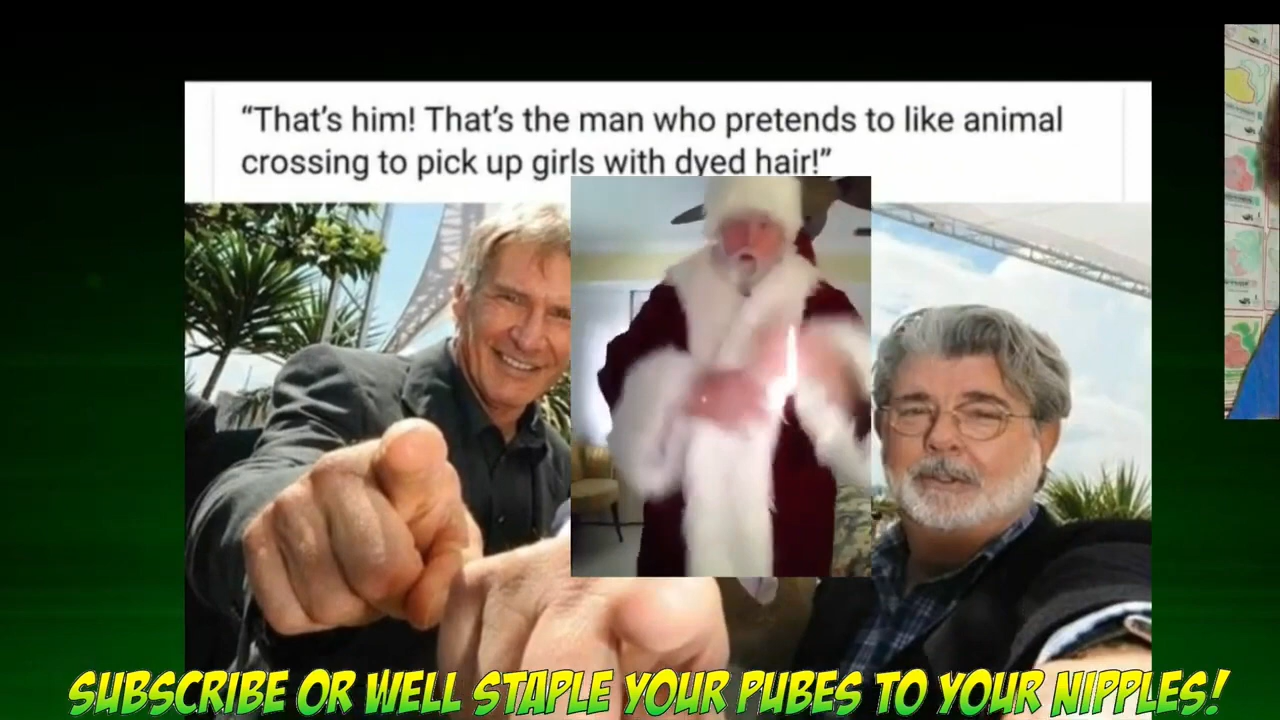 “That’s him! That’s the man who pretends to like animal
crossing to pick up girls with dyed hair!”
SUBSCRIBE OR WELL STAPLE YOUR PUBES TO YOUR NIPPLES!